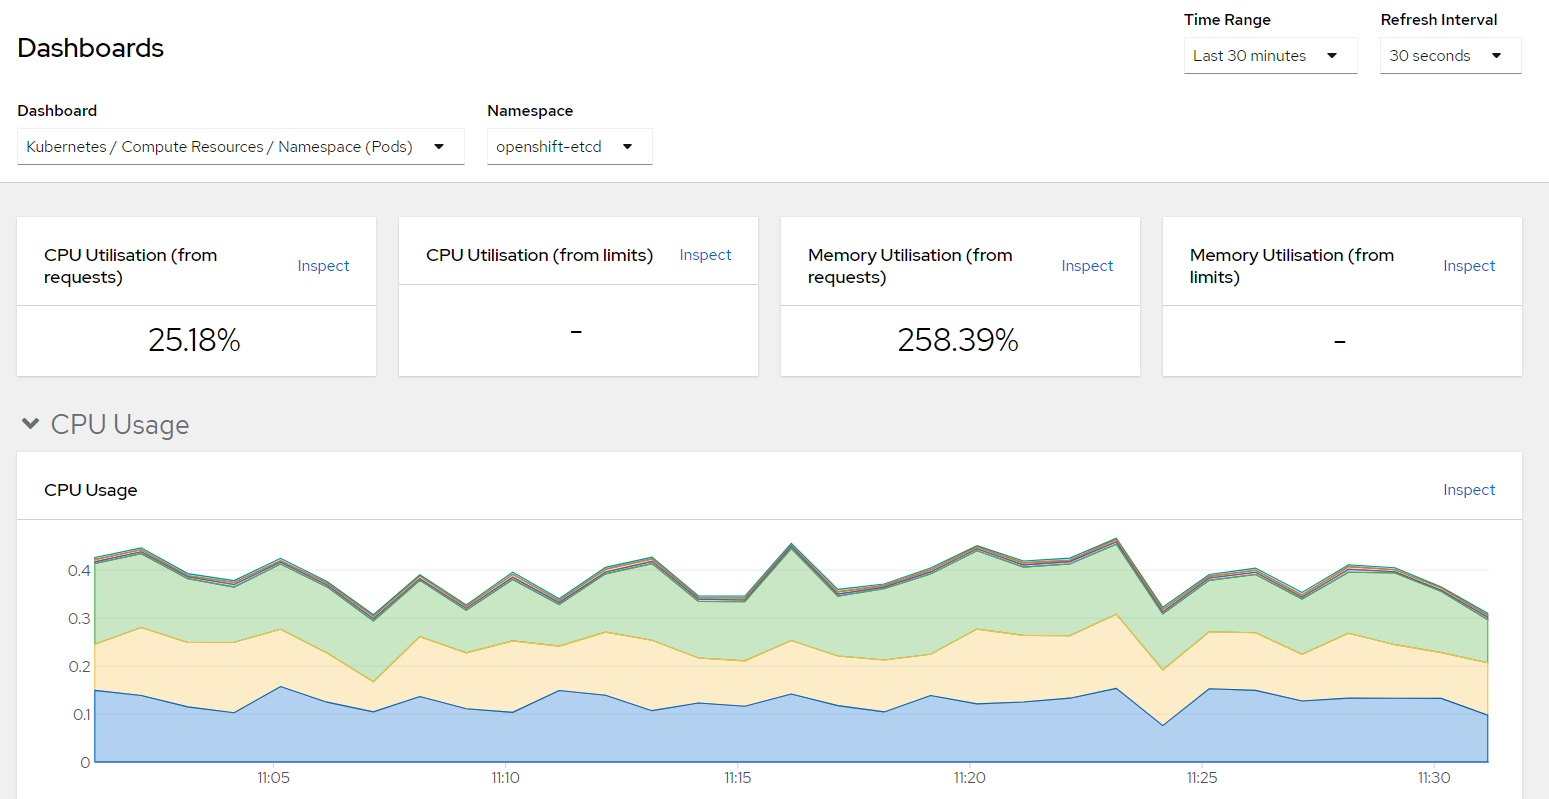 Dashboards
Time Range
Refresh Interval
Last 30 minutes
30 seconds
Dashboard
Namespace
Kubernetes / Compute Resources / Namespace (Pods)
openshift-etcd
CPU Utilisation (from
requests)
Inspect
25.18%
CPU Utilisation (from limits)
Inspect
-
Memory Utilisation (from
requests)
Inspect
258.39%
Memory Utilisation (from
limits)
Inspect
-
CPU Usage
CPU Usage
Inspect
0.4
0.3
0.2
0.1
0
11:05
11:10
11:15
11:20
11:25
11:30